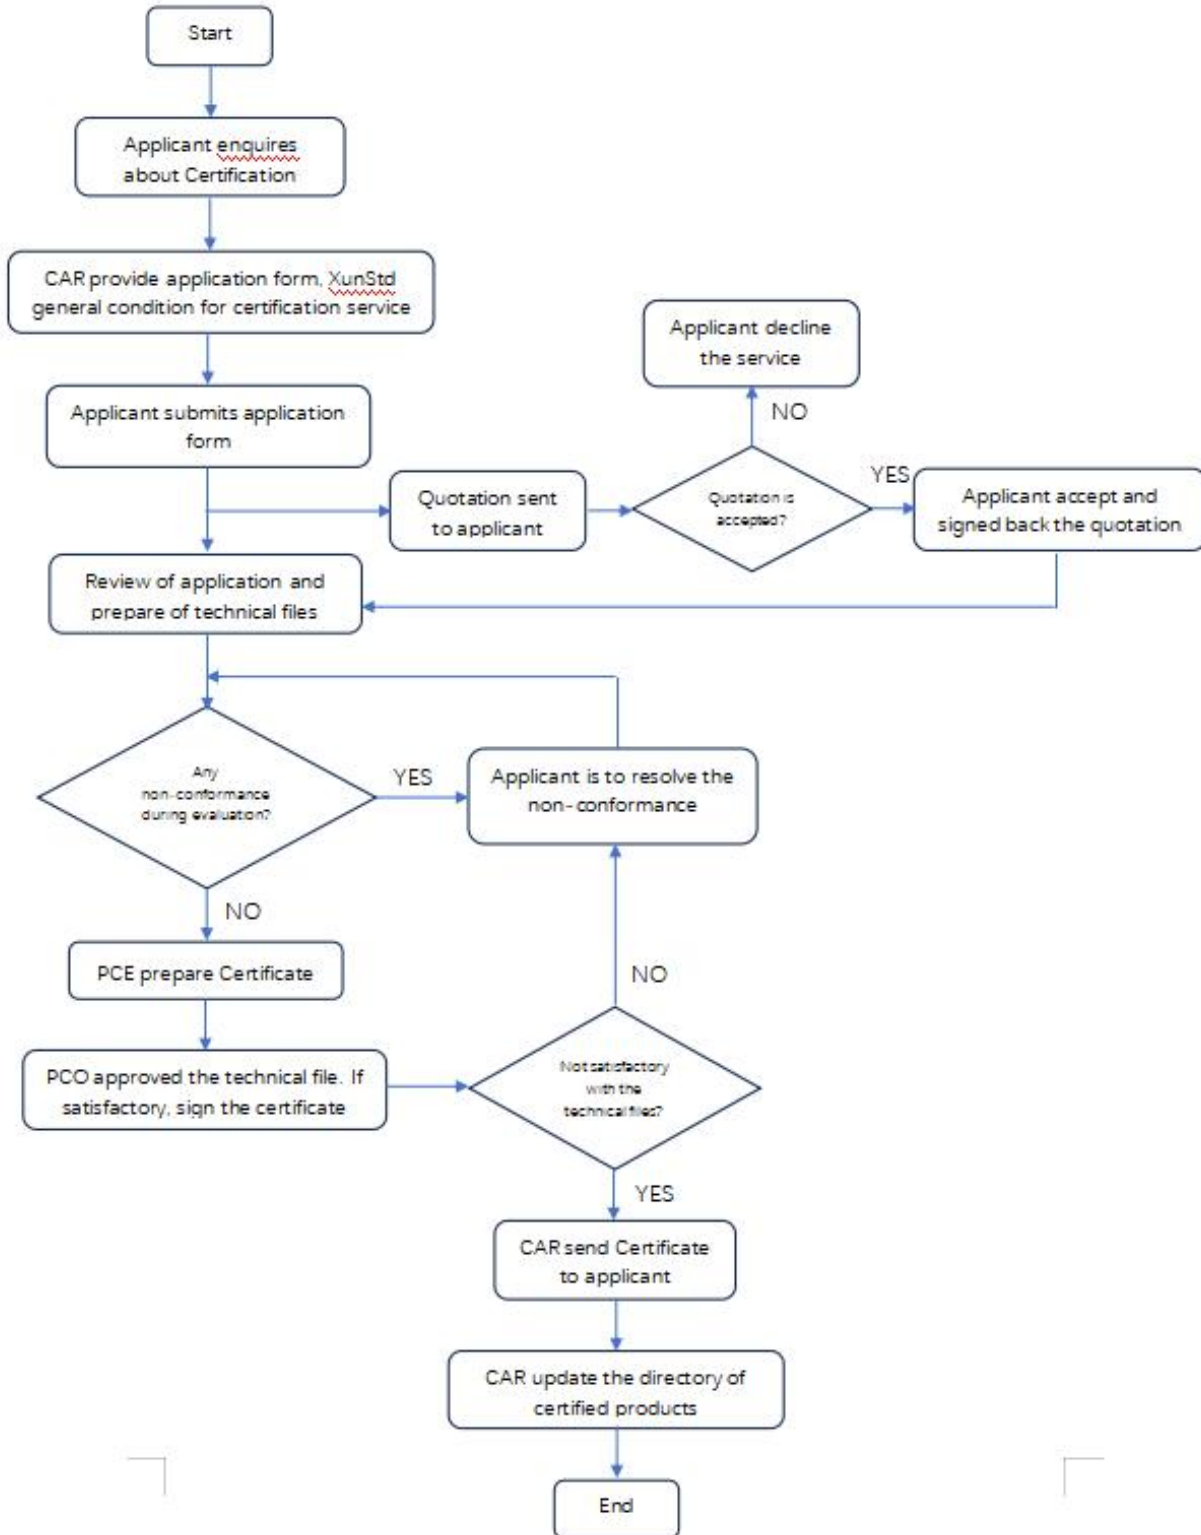 Start
Applicant enquires
about Certification
CAR provide application form, XunStd
general condition for certification service
Applicant submits application
form
Quotation sent
to applicant
Quotation is
accepted?
NO
Applicant decline
the service
YES
Applicant accept and
signed back the quotation
Review of application and
prepare of technical files
Any
non-conformance
during evaluation?
YES
Applicant is to resolve the
non-conformance
NO
PCE prepare Certificate
PCO approved the technical file. If
satisfactory, sign the certificate
Not satisfactory
with the
technical files?
NO
YES
CAR send Certificate
to applicant
CAR update the directory of
certified products
End